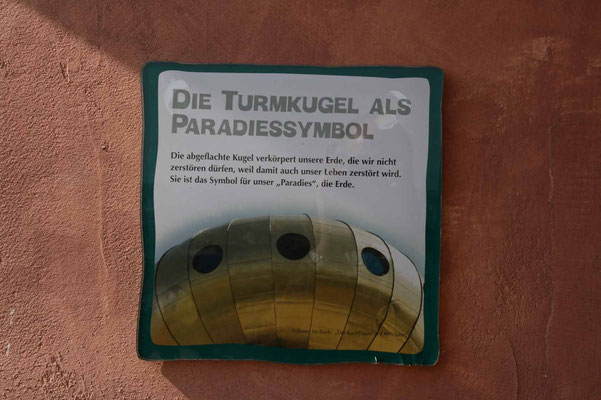 DIE TURMKUGEL ALS
PARADIESSYMBOL
Die abgeflachte Kugel verkörpert unsere Erde, die wir nicht
zerstören dürfen, weil damit auch unser Leben zerstört wird.
Sie ist das Symbol für unser „Paradies“, die Erde.